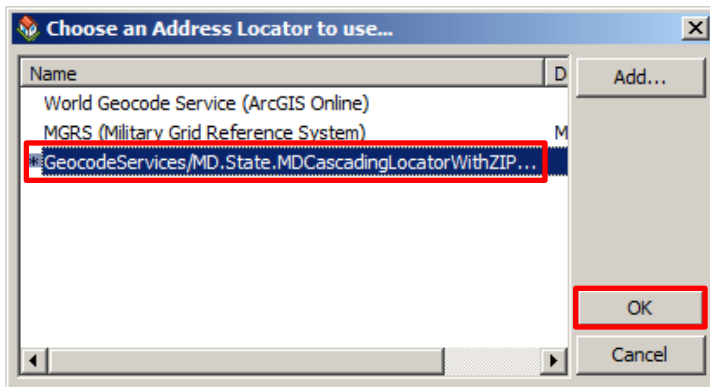 Choose an Address Locator to use...
Name D
Add...
World Geocode Service (ArcGIS Online)
MGRS (Military Grid Reference System) M
*GeocodeServices/MD.State.MDCascadingLocatorWithZIP...
OK
Cancel